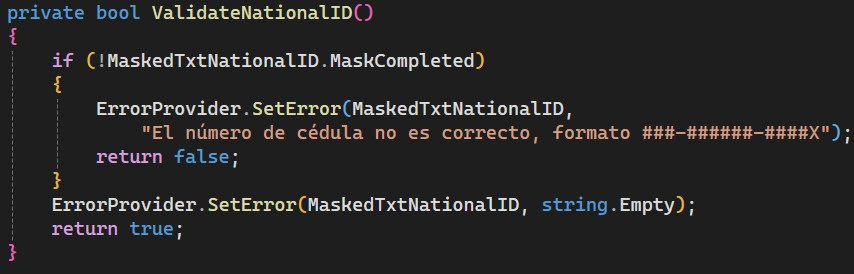 private bool ValidateNationalID()
{
if (!MaskedTxtNationalID.MaskCompleted)
{
ErrorProvider.SetError(MaskedTxtNationalID,
"El número de cédula no es correcto, formato ###-######-####X");
return false;
}
ErrorProvider.SetError(MaskedTxtNationalID, string.Empty);
return true;
}